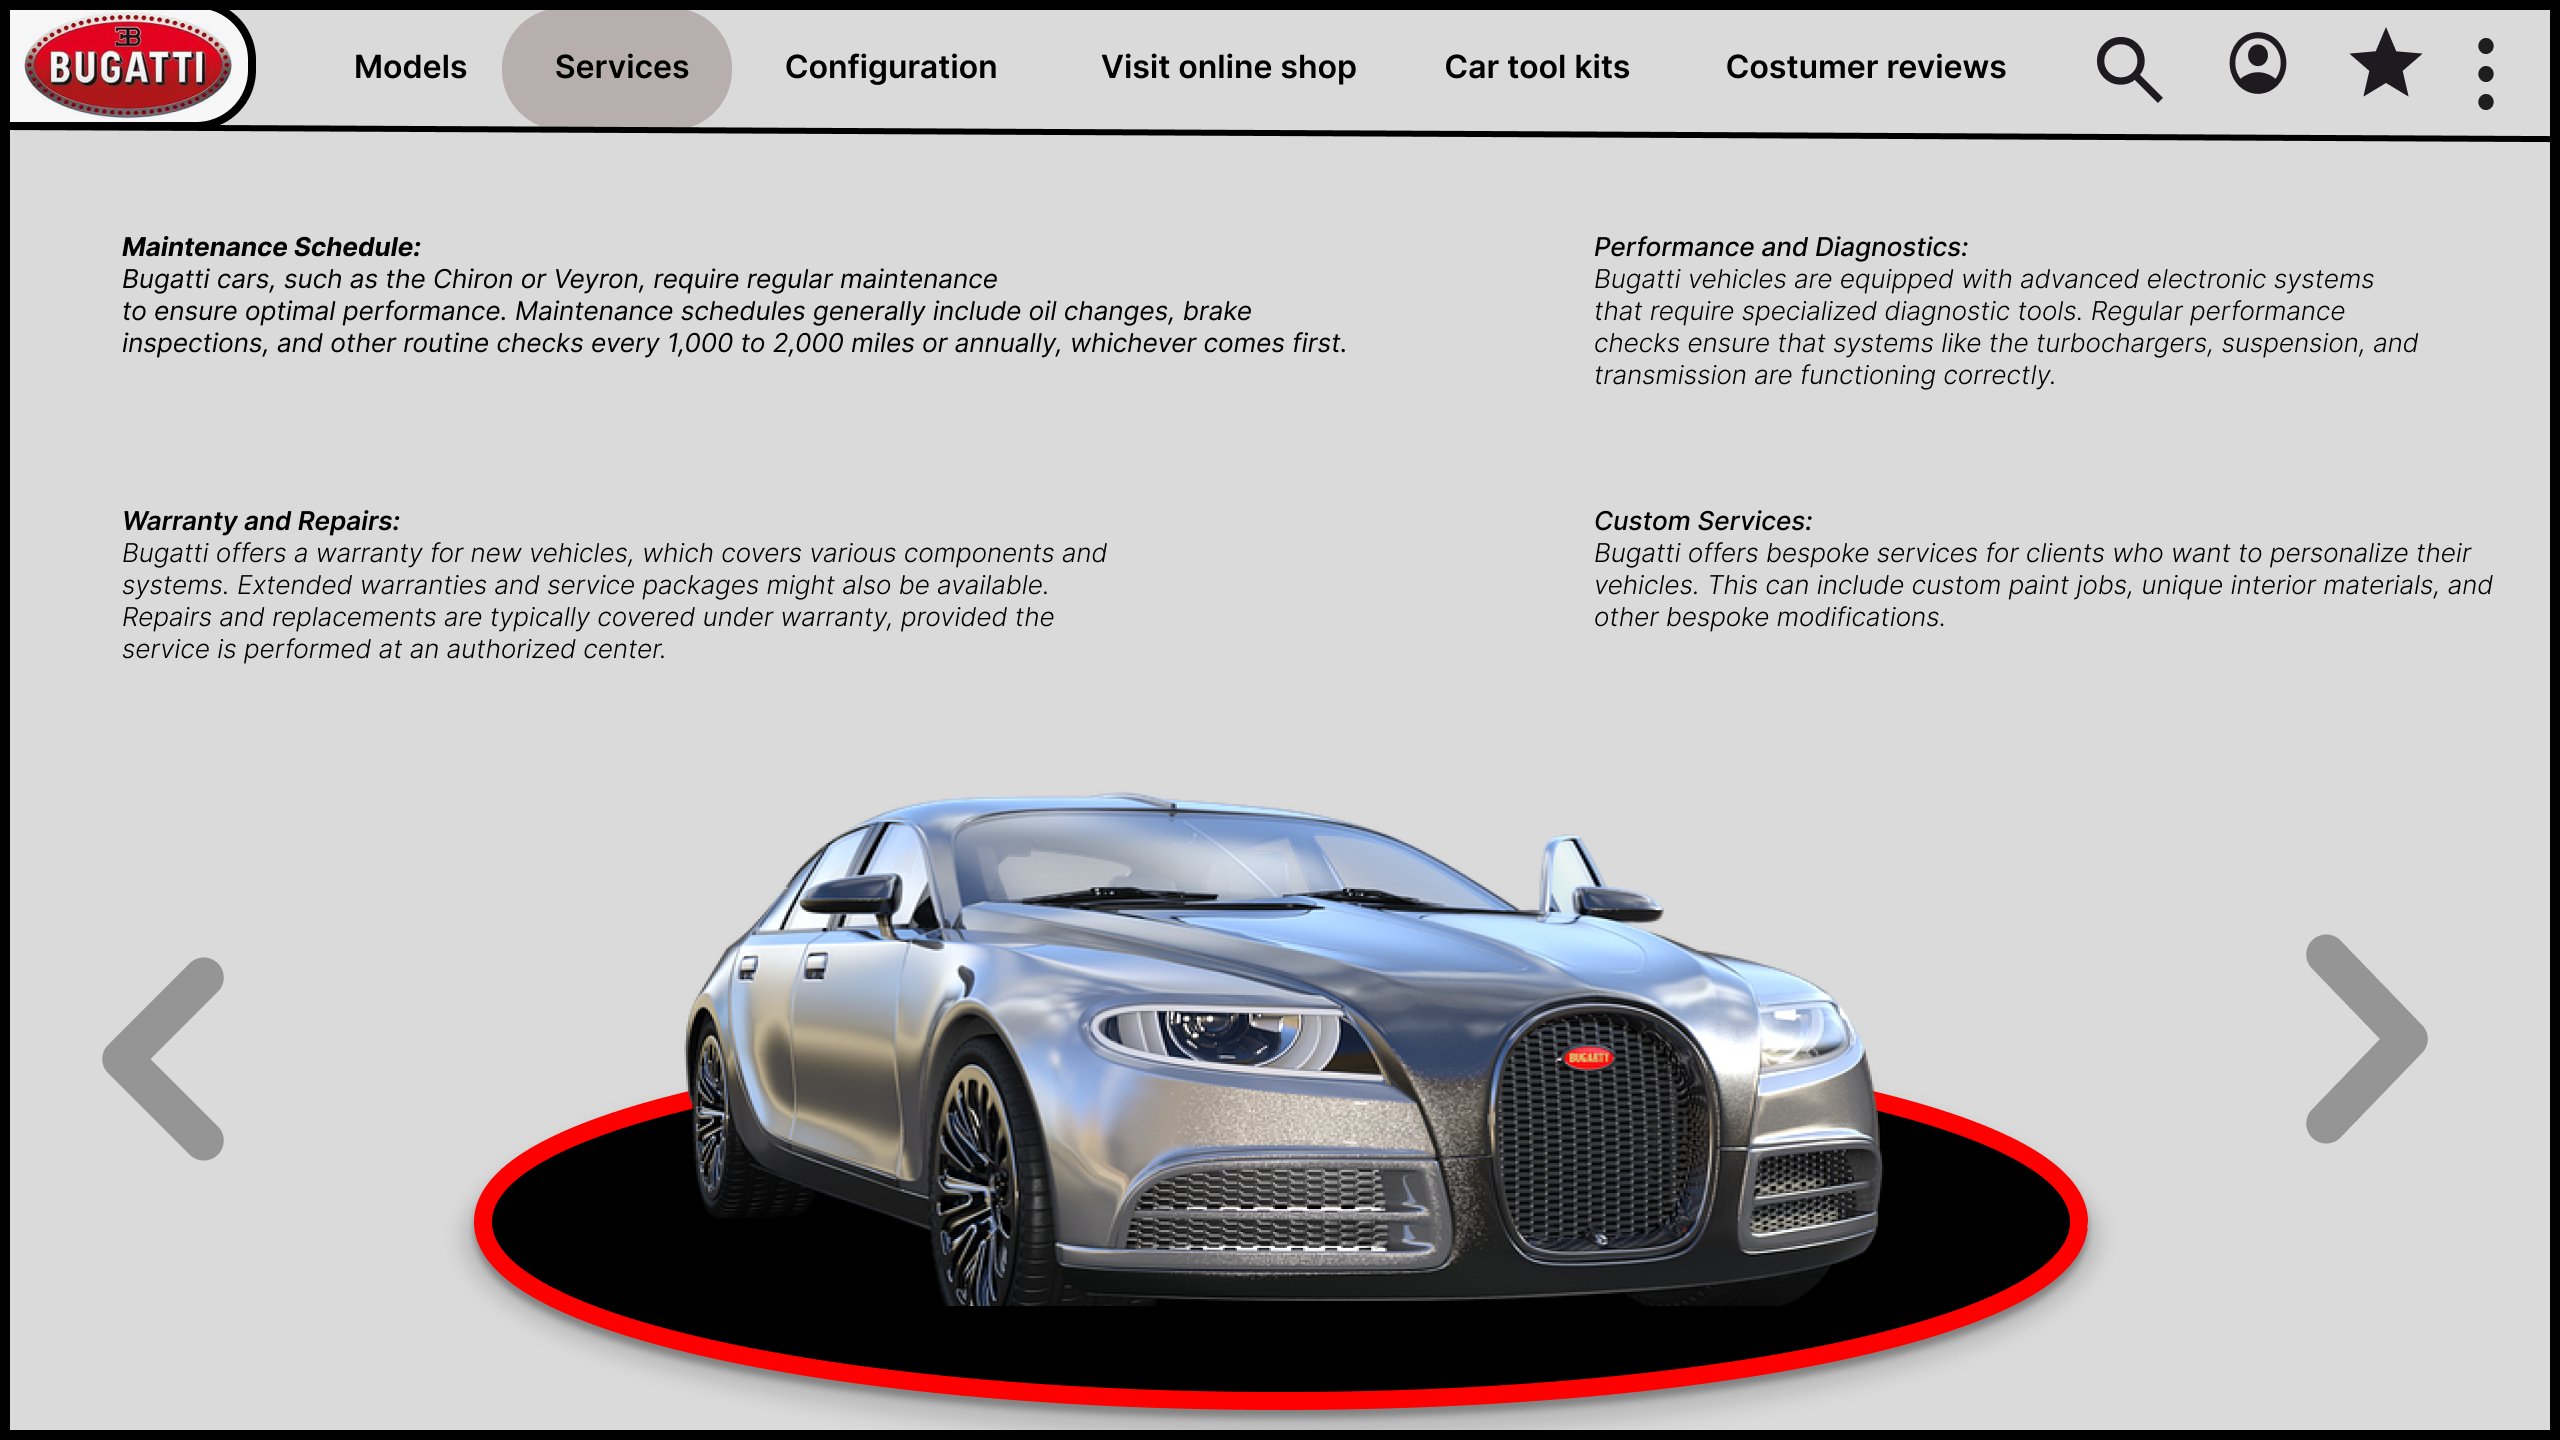 EB
BUGATTI
Models
Services
Configuration
Visit online shop
Car tool kits
Costumer reviews
Maintenance Schedule:
Bugatti cars, such as the Chiron or Veyron, require regular maintenance
to ensure optimal performance. Maintenance schedules generally include oil changes, brake
inspections, and other routine checks every 1,000 to 2,000 miles or annually, whichever comes first.
Performance and Diagnostics:
Bugatti vehicles are equipped with advanced electronic systems
that require specialized diagnostic tools. Regular performance
checks ensure that systems like the turbochargers, suspension, and
transmission are functioning correctly.
Warranty and Repairs:
Bugatti offers a warranty for new vehicles, which covers various components and
systems. Extended warranties and service packages might also be available.
Repairs and replacements are typically covered under warranty, provided the
service is performed at an authorized center.
Custom Services:
Bugatti offers bespoke services for clients who want to personalize their
vehicles. This can include custom paint jobs, unique interior materials, and
other bespoke modifications.